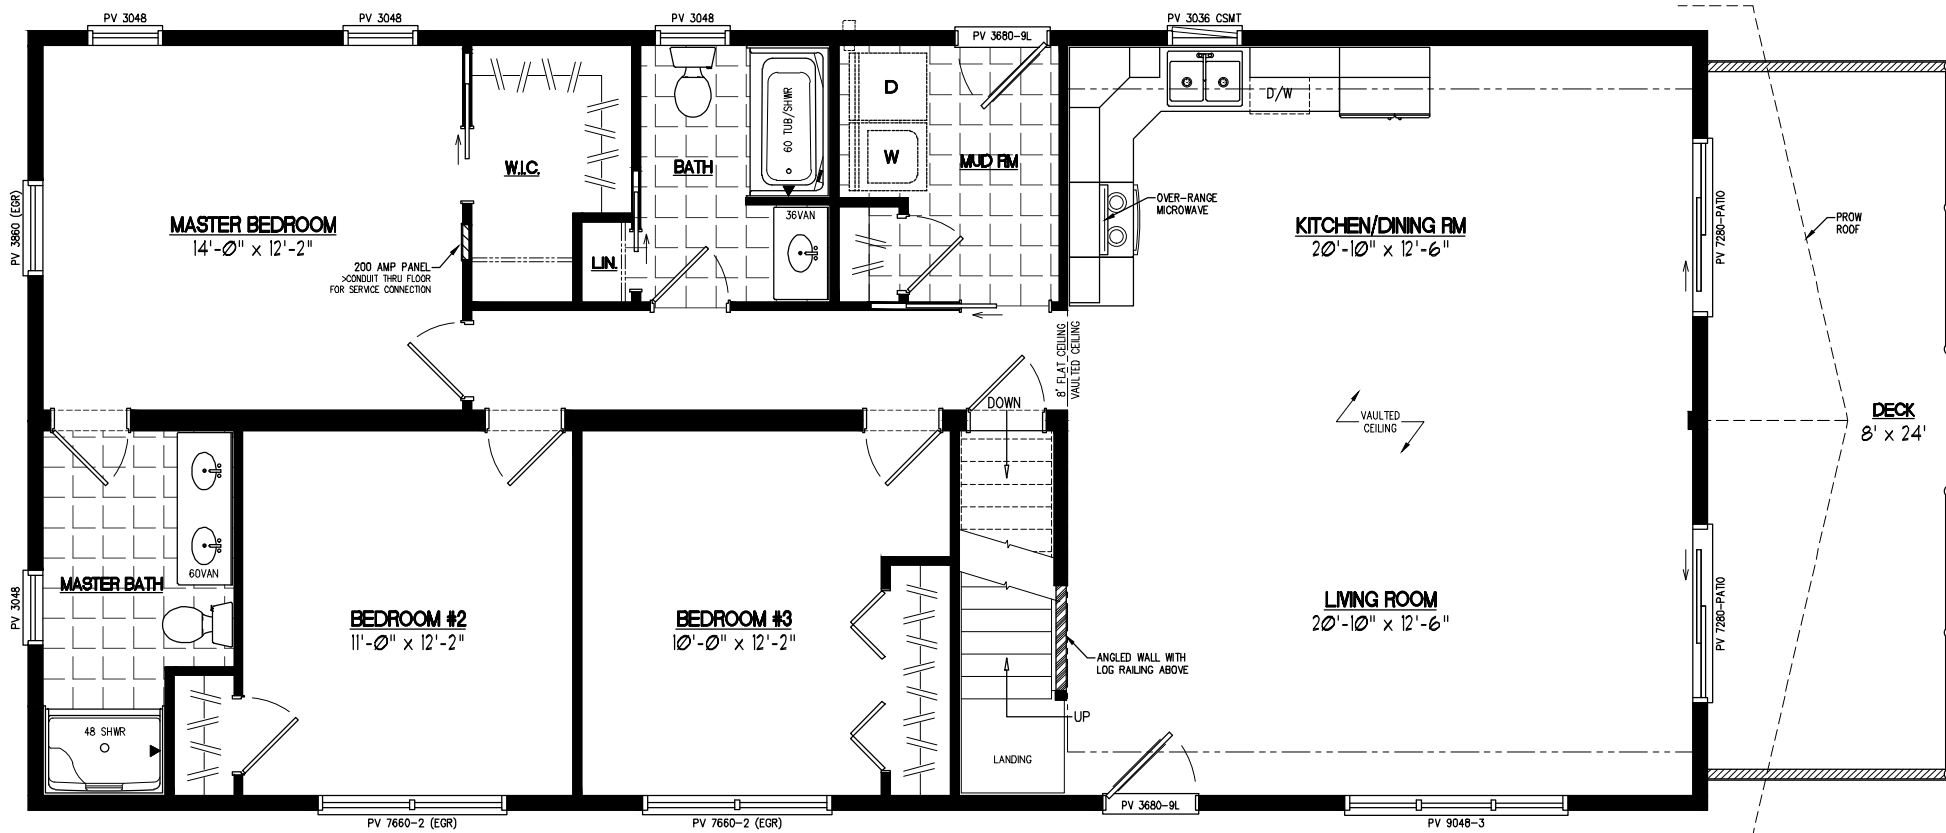 PV 3048
PV 3048
PV 3048
PV 3680-9L
PV 3036 CSMT
D
W
60 TUB/SHWR
D/W
W.I.C.
BATH
MUD RM
OVER-RANGE
MICROWAVE
PV 3860 (EGR)
MASTER BEDROOM
14'-0" x 12'-2"
36VAN
KITCHEN/DINING RM
20'-10" x 12'-6"
PV 7280-PATIO
PROW
ROOF
200 AMP PANEL
>CONDUIT THRU FLOOR
FOR SERVICE CONNECTION
LIN.
8' FLAT CEILING
VAULTED CEILING
DOWN
VAULTED
CEILING
DECK
8' x 24'
60VAN
MASTER BATH
PV 3048
BEDROOM #2
11'-0" x 12'-2"
BEDROOM #3
10'-0" x 12'-2"
LIVING ROOM
20'-10" x 12'-6"
PV 7280-PATIO
ANGLED WALL WITH
LOG RAILING ABOVE
UP
48 SHWR
LANDING
PV 3680-9L
PV 7660-2 (EGR)
PV 7660-2 (EGR)
PV 9048-3